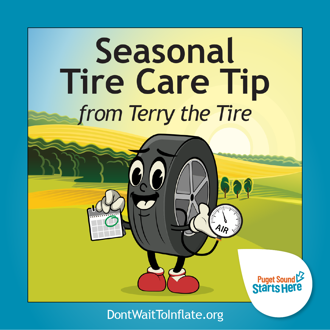 Seasonal
Tire Care Tip
from Terry the Tire
AIR
Puget Sound
Starts Here
DontWaitToInflate.org